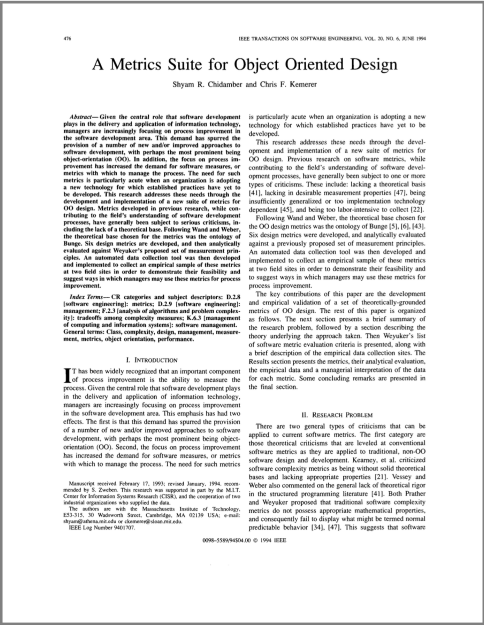 476
IEEE TRANSACTIONS ON SOFTWARE ENGINEERING, VOL. 20, NO. 6, JUNE 1994
A Metrics Suite for Object Oriented Design
Shyam R. Chidamber and Chris F. Kemerer
Abstract—Given the central role that software development
plays in the delivery and application of information technology,
managers are increasingly focusing on process improvement in
the software development area. This demand has spurred the
provision of a number of new and/or improved approaches to
software development, with perhaps the most prominent being
object-orientation (OO). In addition, the focus on process im-
provement has increased the demand for software measures, or
metrics with which to manage the process. The need for such
metrics is particularly acute when an organization is adopting
a new technology for which established practices have yet to
be developed. This research addresses these needs through the
development and implementation of a new suite of metrics for
OO design. Metrics developed in previous research, while con-
tributing to the field's understanding of software development
processes, have generally been subject to serious criticisms, in-
cluding the lack of a theoretical base. Following Wand and Weber,
the theoretical base chosen for the metrics was the ontology of
Bunge. Six design metrics are developed, and then analytically
evaluated against Weyuker's proposed set of measurement prin-
ciples. An automated data collection tool was then developed
and implemented to collect an empirical sample of these metrics
at two field sites in order to demonstrate their feasibility and
suggest ways in which managers may use these metrics for process
improvement.
Index Terms—CR categories and subject descriptors: D.2.8
[software engineering]: metrics; D.2.9 [software engineering]:
management; F.2.3 [analysis of algorithms and problem complex-
ity]: tradeoffs among complexity measures; K.6.3 [management
of computing and information systems]: software management.
General terms: Class, complexity, design, management, measure-
ment, metrics, object orientation, performance.
I. INTRODUCTION
IT has been widely recognized that an important component
of process improvement is the ability to measure the
process. Given the central role that software development plays
in the delivery and application of information technology,
managers are increasingly focusing on process improvement
in the software development area. This emphasis has had two
effects. The first is that this demand has spurred the provision
of a number of new and/or improved approaches to software
development, with perhaps the most prominent being object-
orientation (OO). Second, the focus on process improvement
has increased the demand for software measures, or metrics
with which to manage the process. The need for such metrics
Manuscript received February 17, 1993; revised January, 1994, recom-
mended by S. Zweben. This research was supported in part by the M.I.T.
Center for Information Systems Research (CISR), and the cooperation of two
industrial organizations who supplied the data.
The authors are with the Massachusetts Institute of Technology,
E53-315, 30 Wadsworth Street, Cambridge, MA 02139 USA; e-mail:
shyam@athena.mit.edu or ckemerer@sloan.mit.edu.
IEEE Log Number 9401707.
is particularly acute when an organization is adopting a new
technology for which established practices have yet to be
developed.
This research addresses these needs through the devel-
opment and implementation of a new suite of metrics for
OO design. Previous research on software metrics, while
contributing to the field's understanding of software devel-
opment processes, have generally been subject to one or more
types of criticisms. These include: lacking a theoretical basis
[41], lacking in desirable measurement properties [47], being
insufficiently generalized or too implementation technology
dependent [45], and being too labor-intensive to collect [22].
Following Wand and Weber, the theoretical base chosen for
the OO design metrics was the ontology of Bunge [5], [6], [43].
Six design metrics were developed, and analytically evaluated
against a previously proposed set of measurement principles.
An automated data collection tool was then developed and
implemented to collect an empirical sample of these metrics
at two field sites in order to demonstrate their feasibility and
to suggest ways in which managers may use these metrics for
process improvement.
The key contributions of this paper are the development
and empirical validation of a set of theoretically-grounded
metrics of OO design. The rest of this paper is organized
as follows. The next section presents a brief summary of
the research problem, followed by a section describing the
theory underlying the approach taken. Then Weyuker's list
of software metric evaluation criteria is presented, along with
a brief description of the empirical data collection sites. The
Results section presents the metrics, their analytical evaluation,
the empirical data and a managerial interpretation of the data
for each metric. Some concluding remarks are presented in
the final section.
II. RESEARCH PROBLEM
There are two general types of criticisms that can be
applied to current software metrics. The first category are
those theoretical criticisms that are leveled at conventional
software metrics as they are applied to traditional, non-OO
software design and development. Kearney, et al. criticized
software complexity metrics as being without solid theoretical
bases and lacking appropriate properties [21]. Vessey and
Weber also commented on the general lack of theoretical rigor
in the structured programming literature [41]. Both Prather
and Weyuker proposed that traditional software complexity
metrics do not possess appropriate mathematical properties,
and consequently fail to display what might be termed normal
predictable behavior [34], [47]. This suggests that software
0098-5589/94$04.00 © 1994 IEEE